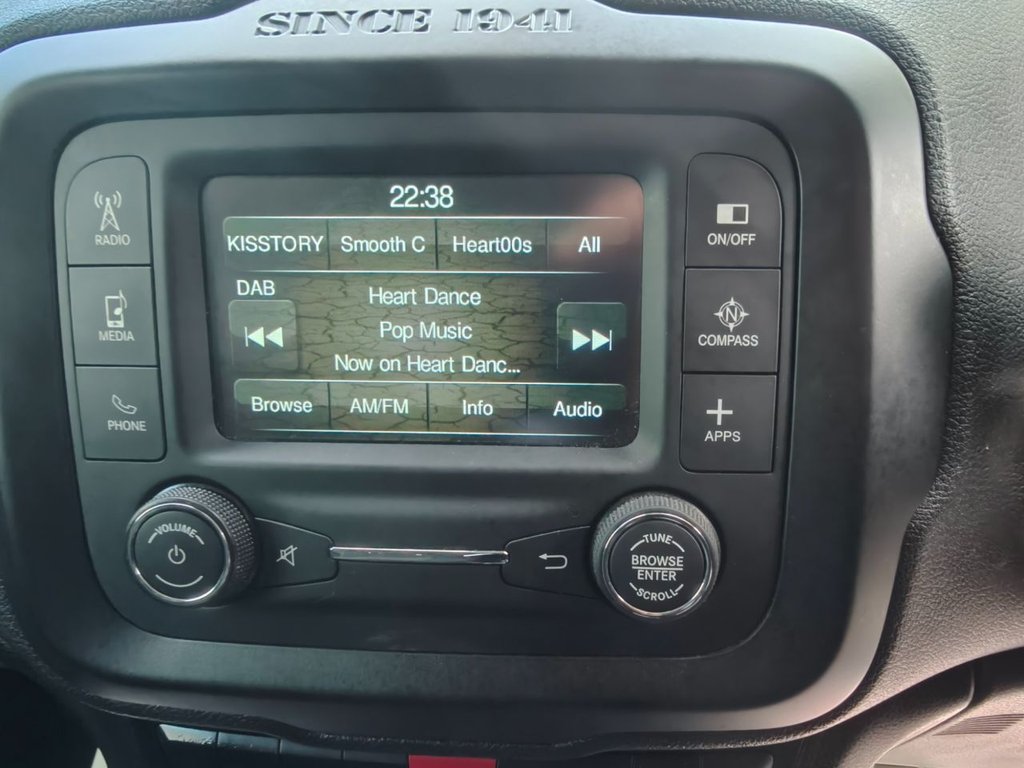 SINCE 1941
22:38
KISSTORY Smooth C Heart00s All
DAB
Heart Dance
Pop Music
Now on Heart Danc...
Browse AM/FM Info Audio
RADIO
MEDIA
PHONE
ON/OFF
N
COMPASS
APPS
VOLUME
TUNE
BROWSE
ENTER
SCROLL